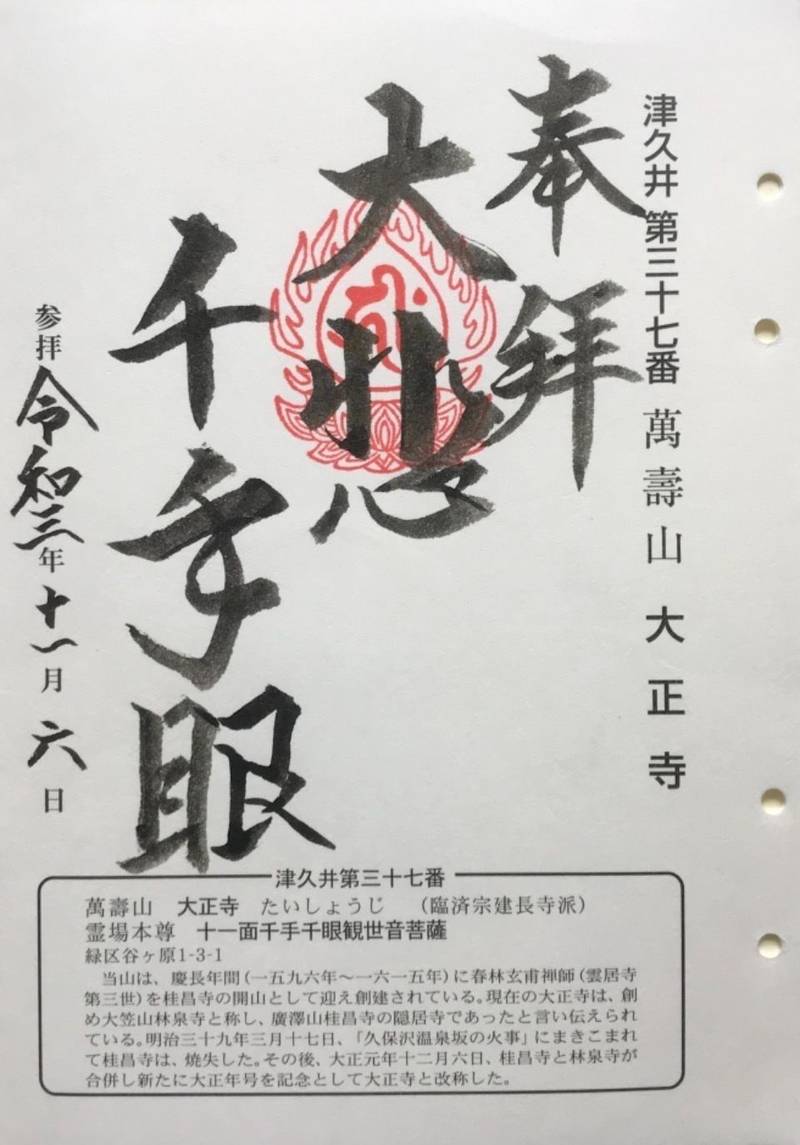 津久井 第三十七番 萬壽山 大正寺
奉拝
大悲
千手眼
参拝 令和三年十一月六日
津久井第三十七番
萬壽山 大正寺 たいしょうじ （臨済宗建長寺派）
霊場本尊 十一面千手千眼観世音菩薩
緑区谷ヶ原1-3-1
当山は、慶長年間（一五九六年～一六一五年）に春林玄甫禅師（雲居寺
第三世）を桂昌寺の開山として迎え創建されている。現在の大正寺は、創
め大笠山林泉寺と称し、廣澤山桂昌寺の隠居寺であったと言い伝えられ
ている。明治三十九年三月十七日、「久保沢温泉坂の火事」にまきこまれ
て桂昌寺は、焼失した。その後、大正元年十二月六日、桂昌寺と林泉寺が
合併し新たに大正年号を記念として大正寺と改称した。